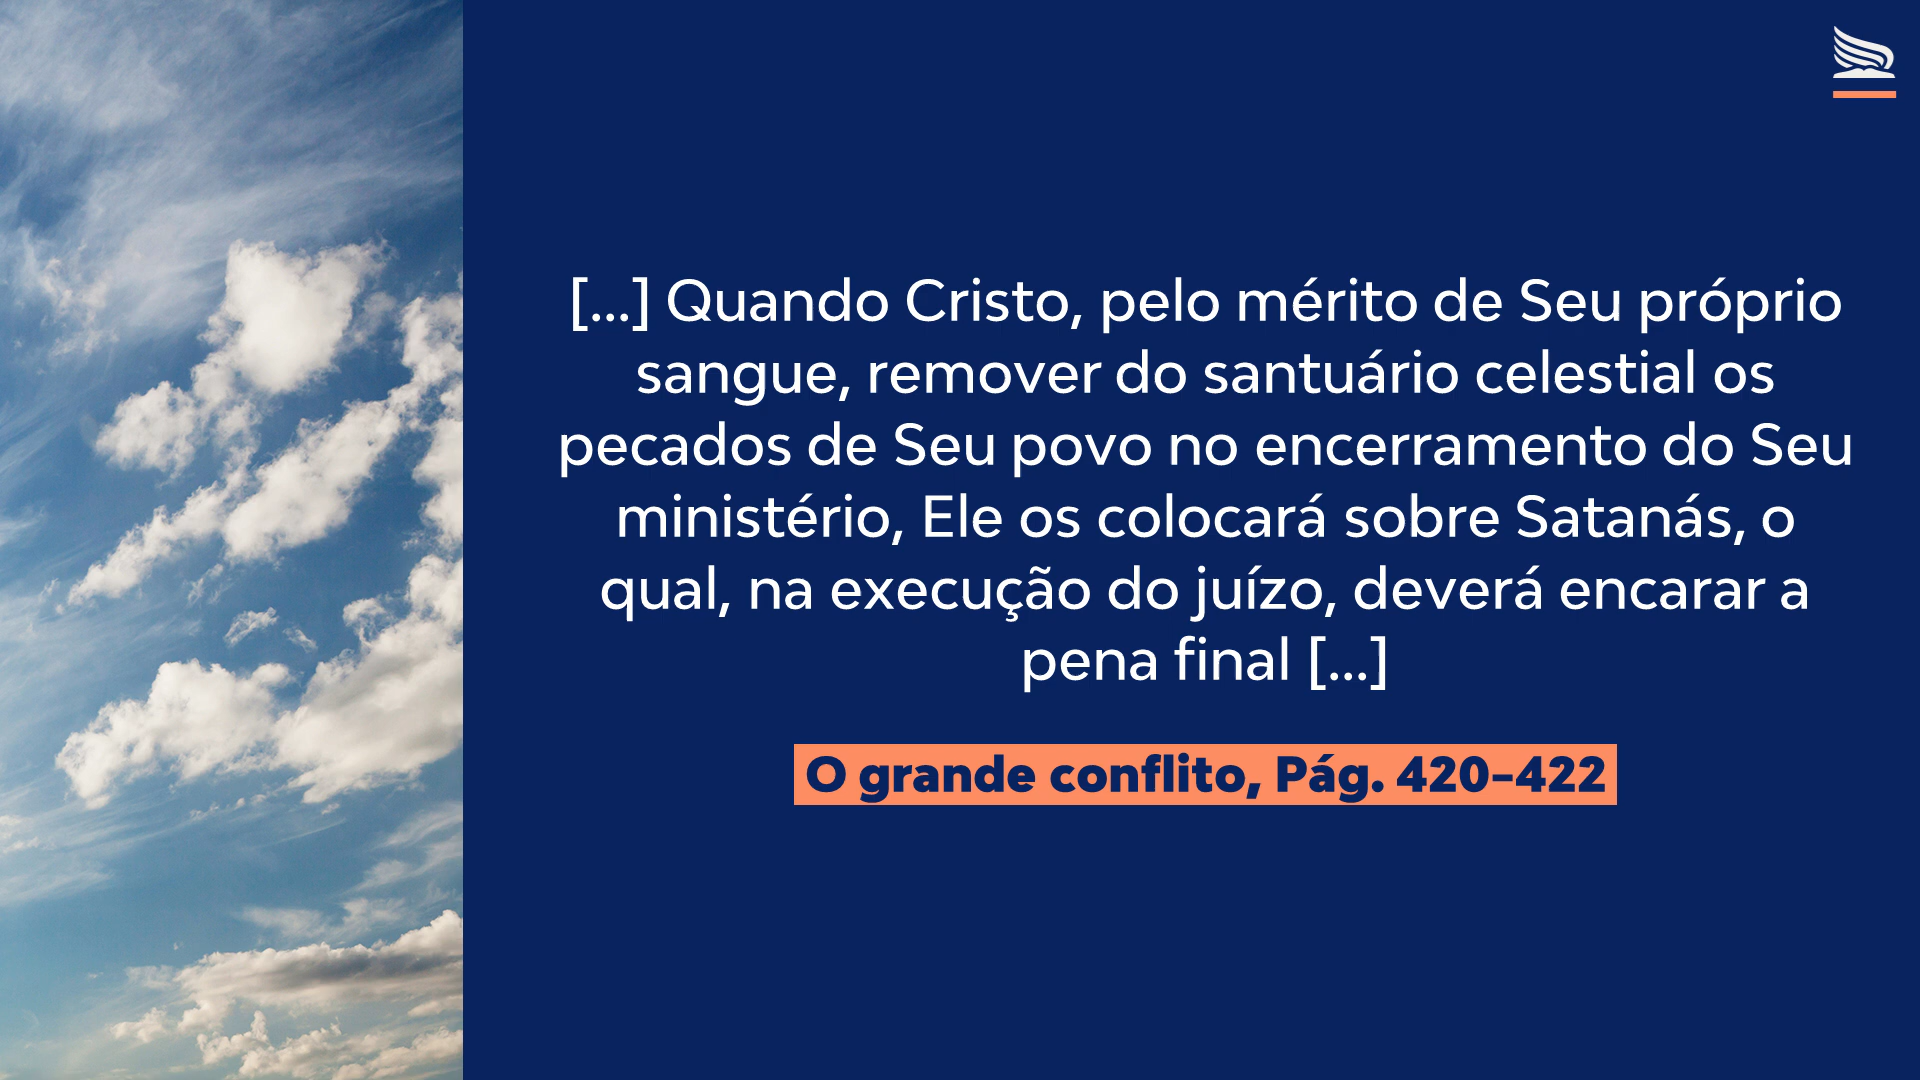 [...] Quando Cristo, pelo mérito de Seu próprio
sangue, remover do santuário celestial os
pecados de Seu povo no encerramento do Seu
ministério, Ele os colocará sobre Satanás, o
qual, na execução do juízo, deverá encarar a
pena final [...]
O grande conflito, Pág. 420-422